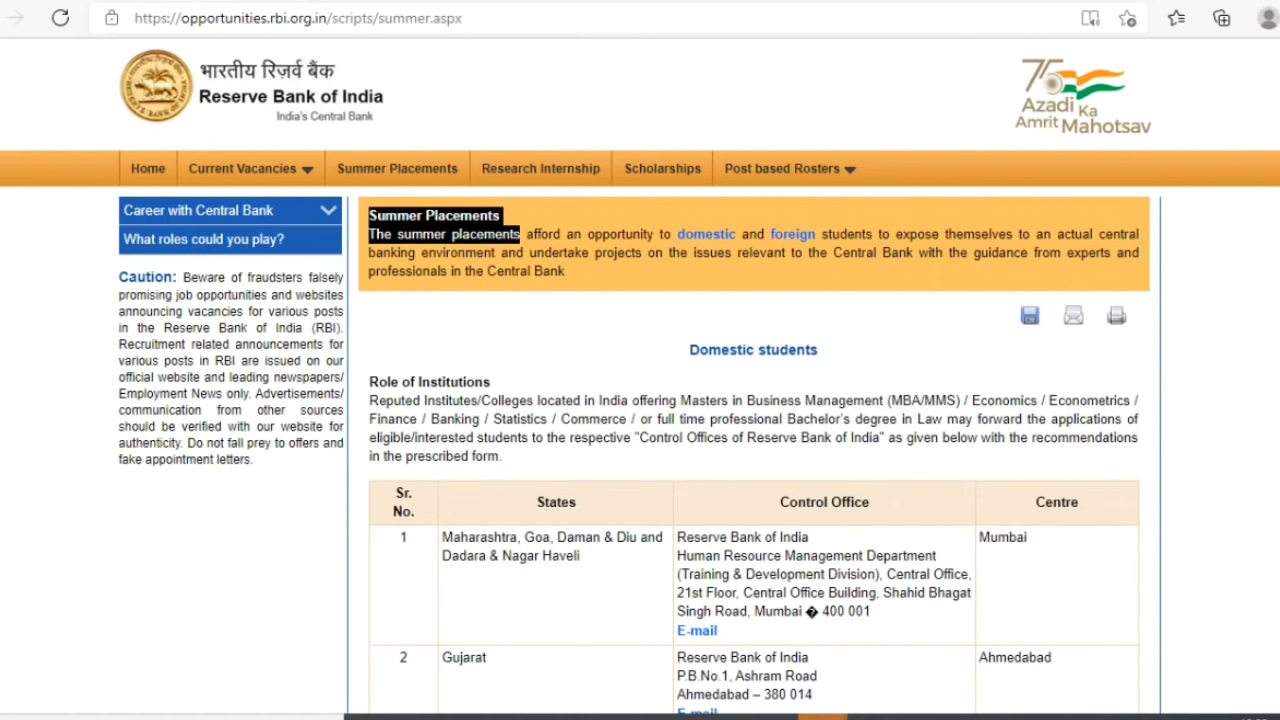 https://opportunities.rbi.org.in/scripts/summer.aspx
भारतीय रिज़र्व बैंक
Reserve Bank of India
India's Central Bank
75
Azadi Ka
Amrit Mahotsav
Home
Current Vacancies
Summer Placements
Research Internship
Scholarships
Post based Rosters
Career with Central Bank
What roles could you play?
Caution: Beware of fraudsters falsely
promising job opportunities and websites
announcing vacancies for various posts
in the Reserve Bank of India (RBI).
Recruitment related announcements for
various posts in RBI are issued on our
official website and leading newspapers/
Employment News only. Advertisements/
communication from other sources
should be verified with our website for
authenticity. Do not fall prey to offers and
fake appointment letters.
Summer Placements
The summer placements afford an opportunity to domestic and foreign students to expose themselves to an actual central
banking environment and undertake projects on the issues relevant to the Central Bank with the guidance from experts and
professionals in the Central Bank
Domestic students
Role of Institutions
Reputed Institutes/Colleges located in India offering Masters in Business Management (MBA/MMS) / Economics / Econometrics /
Finance / Banking / Statistics / Commerce / or full time professional Bachelor's degree in Law may forward the applications of
eligible/interested students to the respective "Control Offices of Reserve Bank of India" as given below with the recommendations
in the prescribed form.
Sr.
No.
States
Control Office
Centre
1
Maharashtra, Goa, Daman & Diu and
Dadara & Nagar Haveli
Reserve Bank of India
Human Resource Management Department
(Training & Development Division), Central Office,
21st Floor, Central Office Building, Shahid Bhagat
Singh Road, Mumbai � 400 001
E-mail
Mumbai
2
Gujarat
Reserve Bank of India
P.B.No.1, Ashram Road
Ahmedabad – 380 014
E-mail
Ahmedabad